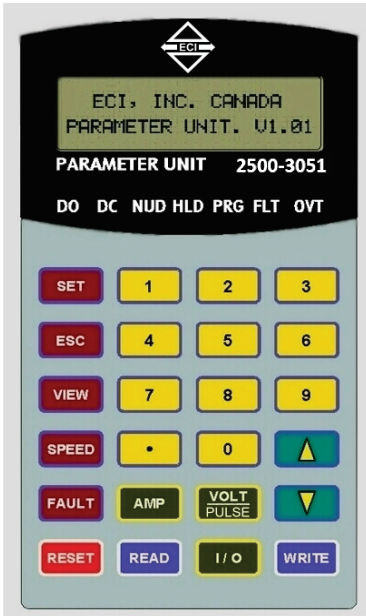 ECI
ECI, INC. CANADA
PARAMETER UNIT. V1.01
PARAMETER UNIT 2500-3051
DO DC NUD HLD PRG FLT OVT
SET 1 2 3
ESC 4 5 6
VIEW 7 8 9
SPEED • 0
FAULT AMP VOLT
PULSE
RESET READ I / O WRITE